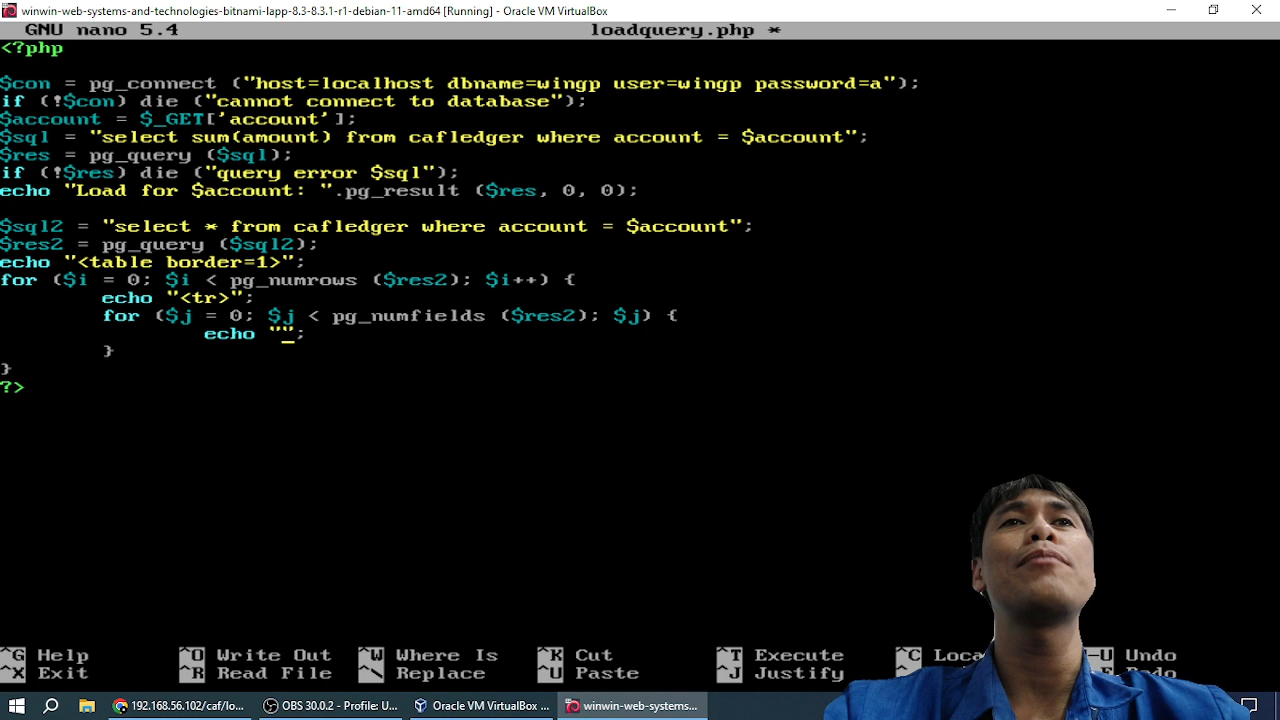 winwin-web-systems-and-technologies-bitnami-lapp-8.3-8.3.1-r1-debian-11-amd64 [Running] - Oracle VM VirtualBox
GNU nano 5.4 loadquery.php *
<?php
$con = pg_connect ("host=localhost dbname=wingp user=wingp password=a");
if (!$con) die ("cannot connect to database");
$account = $_GET['account'];
$sql = "select sum(amount) from cafledger where account = $account";
$res = pg_query ($sql);
if (!$res) die ("query error $sql");
echo "Load for $account: ".pg_result ($res, 0, 0);
$sql2 = "select * from cafledger where account = $account";
$res2 = pg_query ($sql2);
echo "<table border=1>";
for ($i = 0; $i < pg_numrows ($res2); $i++) {
echo "<tr>";
for ($j = 0; $j < pg_numfields ($res2); $j) {
echo "";
}
}
?>
^G Help ^O Write Out ^W Where Is ^K Cut ^T Execute ^C Loca -U Undo
^X Exit ^R Read File ^\ Replace ^U Paste ^J Justify
192.168.56.102/caf/lo... OBS 30.0.2 - Profile: U... Oracle VM VirtualBox ... winwin-web-systems...